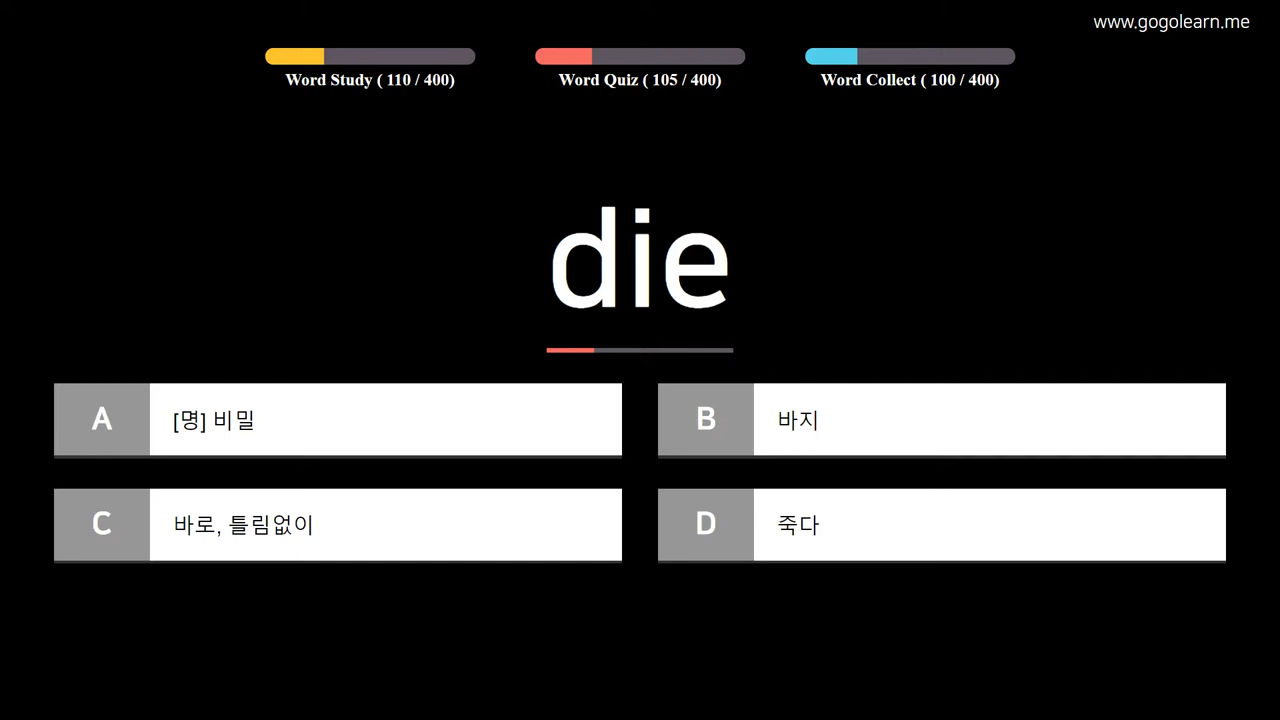 www.gogolearn.me
Word Study ( 110 / 400)
Word Quiz ( 105 / 400)
Word Collect ( 100 / 400)
die
A [명] 비밀
B 바지
C 바로, 틀림없이
D 죽다